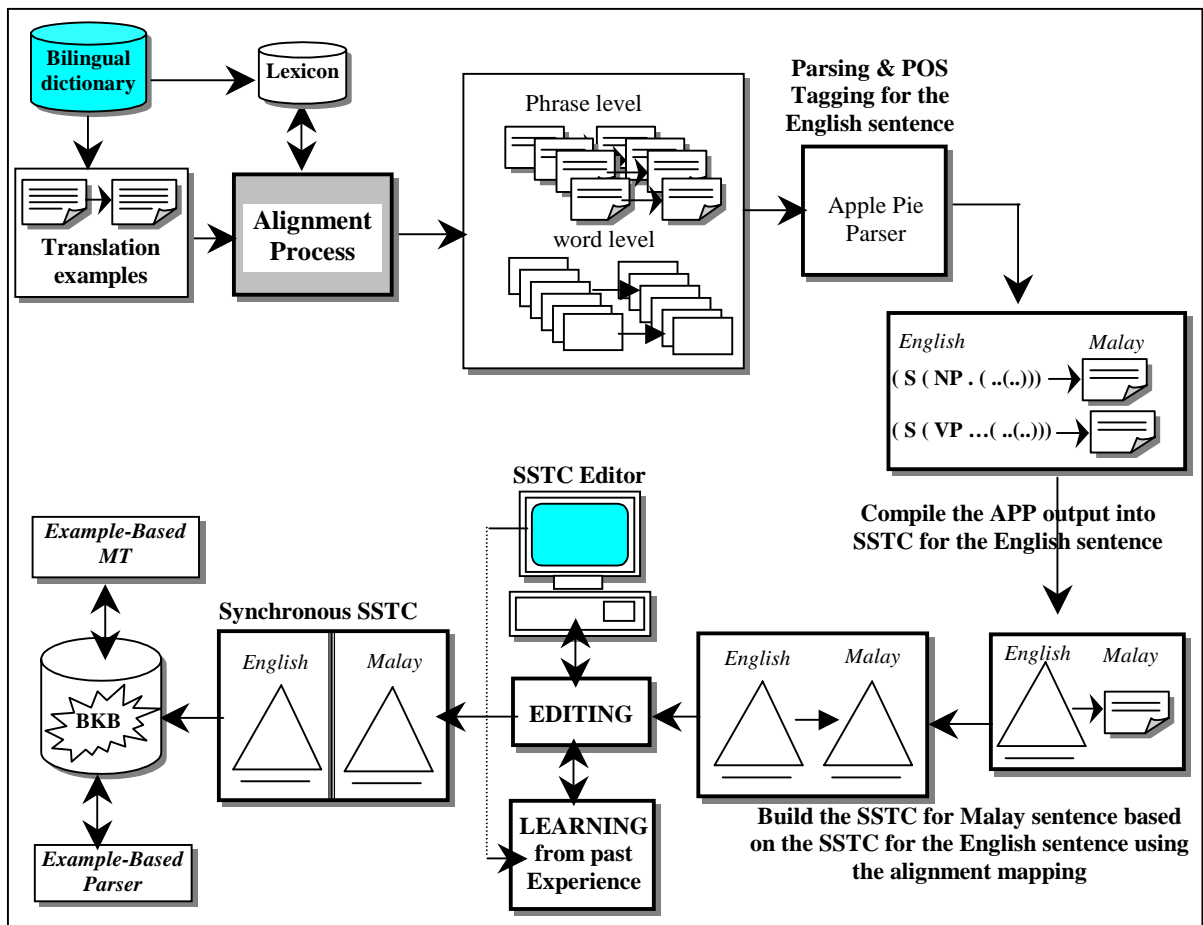 Bilingual
dictionary
Lexicon
Translation
examples
Alignment
Process
Phrase level
word level
Parsing & POS
Tagging for the
English sentence
Apple Pie
Parser
English Malay
( S ( NP . ( ..(..)))
( S ( VP …( ..(..)))
Compile the APP output into
SSTC for the English sentence
English Malay
English Malay
Build the SSTC for Malay sentence based
on the SSTC for the English sentence using
the alignment mapping
SSTC Editor
EDITING
LEARNING
from past
Experience
Synchronous SSTC
English Malay
Example-Based
MT
BKB
Example-Based
Parser